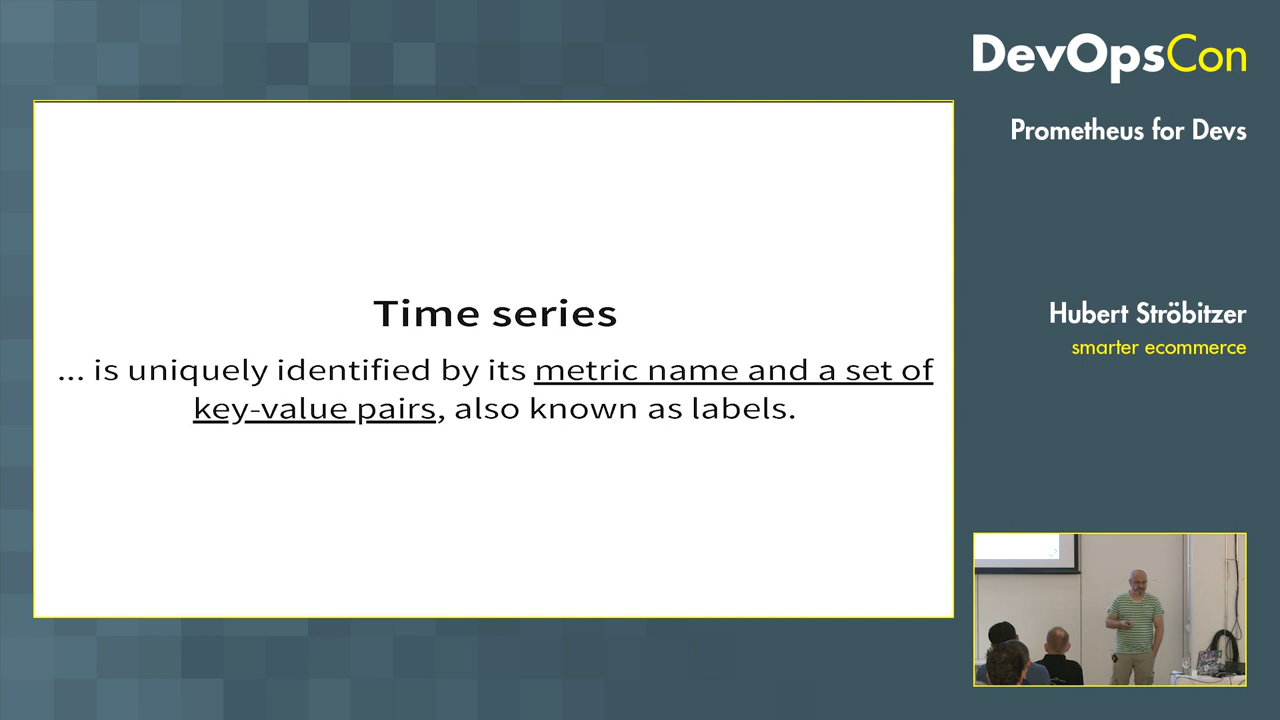 DevOpsCon
Prometheus for Devs
Time series
... is uniquely identified by its metric name and a set of
key-value pairs, also known as labels.
Hubert Ströbitzer
smarter ecommerce